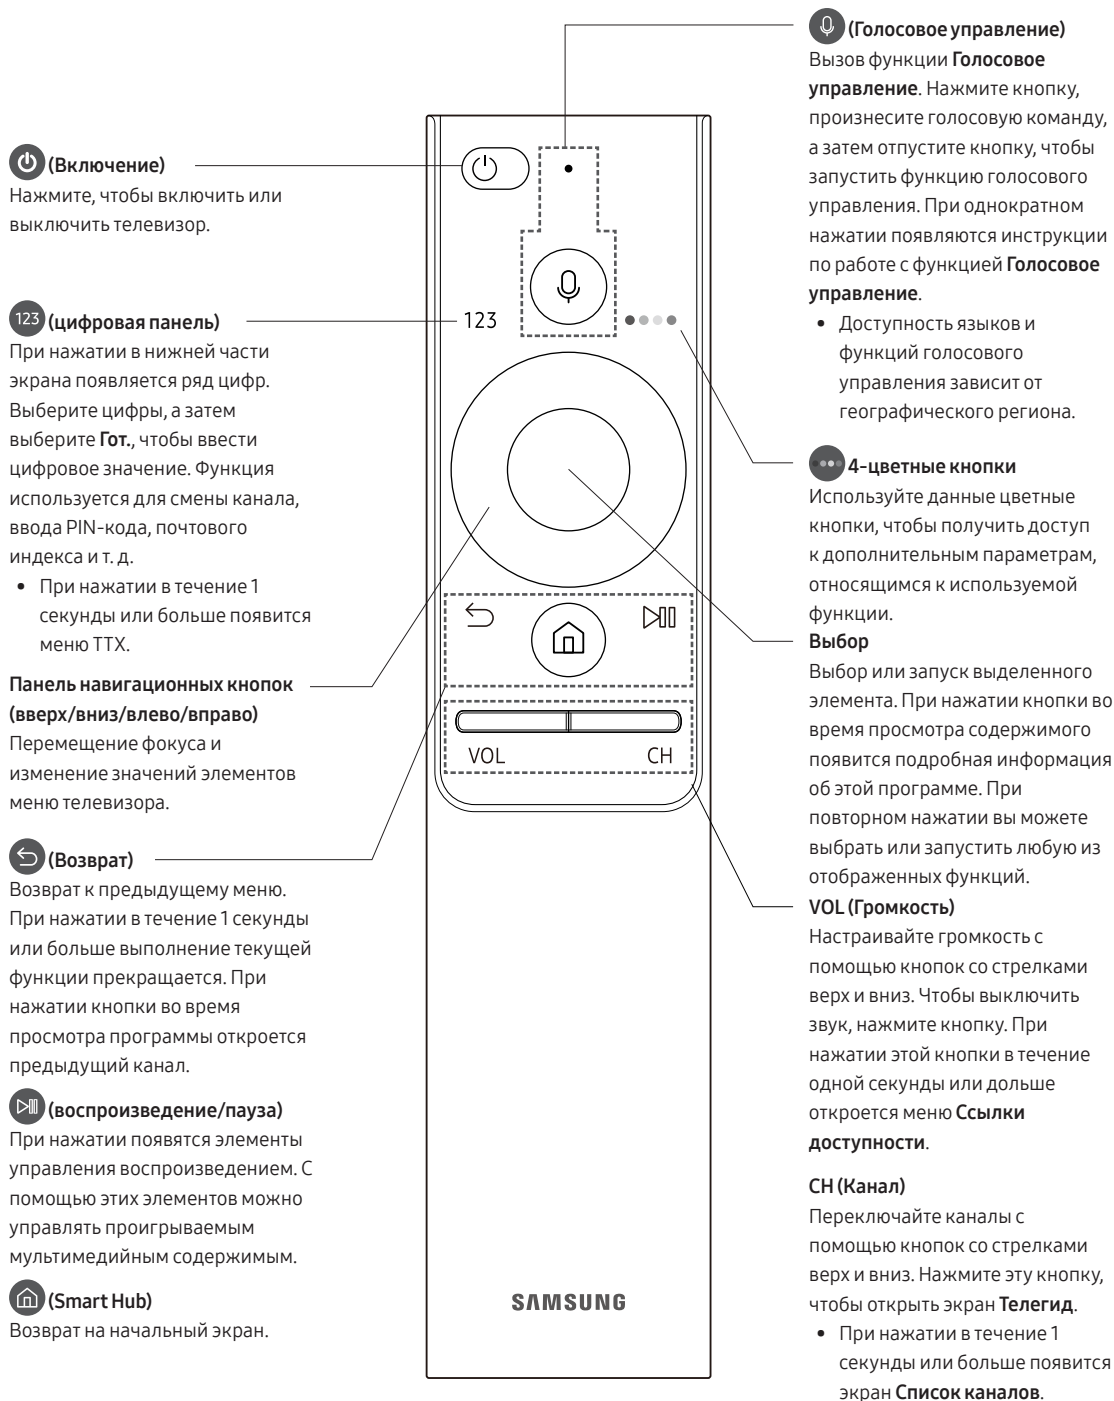 (Включение)
Нажмите, чтобы включить или
выключить телевизор.
123 (цифровая панель)
При нажатии в нижней части
экрана появляется ряд цифр.
Выберите цифры, а затем
выберите Гот., чтобы ввести
цифровое значение. Функция
используется для смены канала,
ввода PIN-кода, почтового
индекса и т. д.
• При нажатии в течение 1
секунды или больше появится
меню TTX.
Панель навигационных кнопок
(вверх/вниз/влево/вправо)
Перемещение фокуса и
изменение значений элементов
меню телевизора.
(Возврат)
Возврат к предыдущему меню.
При нажатии в течение 1 секунды
или больше выполнение текущей
функции прекращается. При
нажатии кнопки во время
просмотра программы откроется
предыдущий канал.
(воспроизведение/пауза)
При нажатии появятся элементы
управления воспроизведением. С
помощью этих элементов можно
управлять проигрываемым
мультимедийным содержимым.
(Smart Hub)
Возврат на начальный экран.
123
VOL CH
SAMSUNG
(Голосовое управление)
Вызов функции Голосовое
управление. Нажмите кнопку,
произнесите голосовую команду,
а затем отпустите кнопку, чтобы
запустить функцию голосового
управления. При однократном
нажатии появляются инструкции
по работе с функцией Голосовое
управление.
• Доступность языков и
функций голосового
управления зависит от
географического региона.
4-цветные кнопки
Используйте данные цветные
кнопки, чтобы получить доступ
к дополнительным параметрам,
относящимся к используемой
функции.
Выбор
Выбор или запуск выделенного
элемента. При нажатии кнопки во
время просмотра содержимого
появится подробная информация
об этой программе. При
повторном нажатии вы можете
выбрать или запустить любую из
отображенных функций.
VOL (Громкость)
Настраивайте громкость с
помощью кнопок со стрелками
верх и вниз. Чтобы выключить
звук, нажмите кнопку. При
нажатии этой кнопки в течение
одной секунды или дольше
откроется меню Ссылки
доступности.
CH (Канал)
Переключайте каналы с
помощью кнопок со стрелками
верх и вниз. Нажмите эту кнопку,
чтобы открыть экран Телегид.
• При нажатии в течение 1
секунды или больше появится
экран Список каналов.